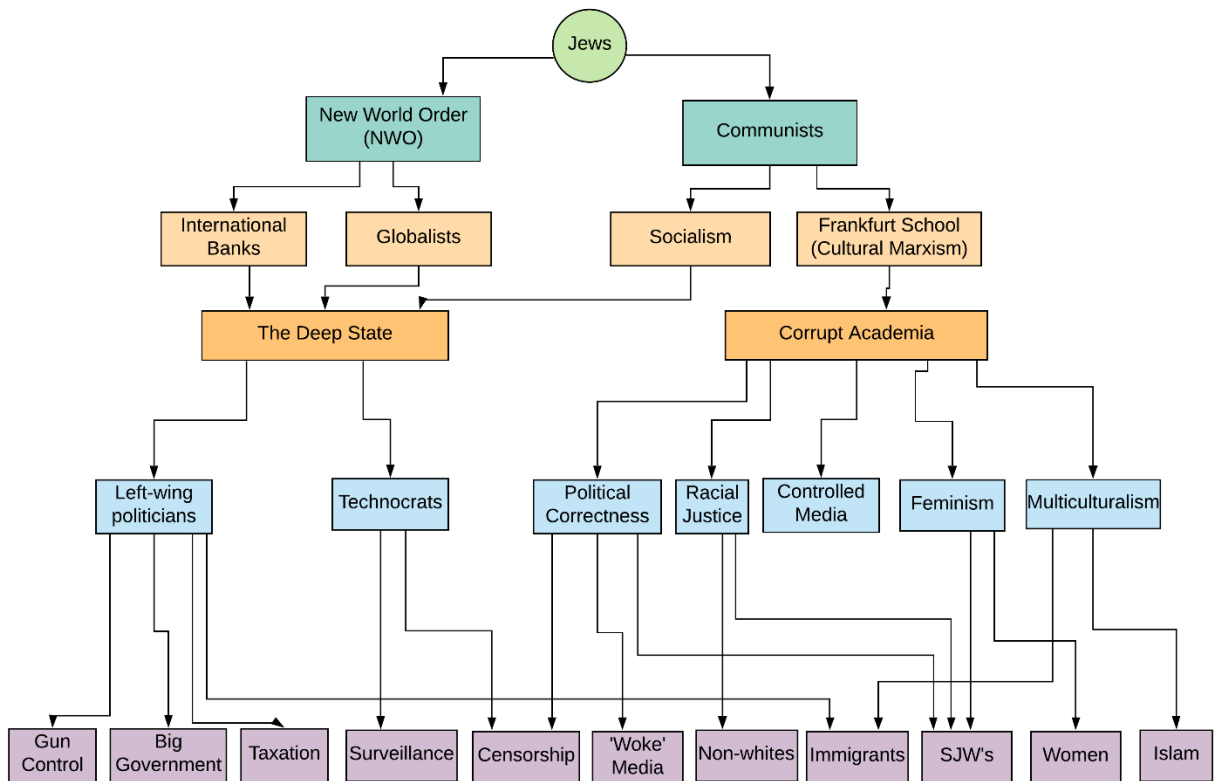 Jews
New World Order
(NWO)
Communists
International
Banks
Globalists
Socialism
Frankfurt School
(Cultural Marxism)
The Deep State
Corrupt Academia
Left-wing
politicians
Technocrats
Political
Correctness
Racial
Justice
Controlled
Media
Feminism
Multiculturalism
Gun
Control
Big
Government
Taxation
Surveillance
Censorship
'Woke'
Media
Non-whites
Immigrants
SJW's
Women
Islam